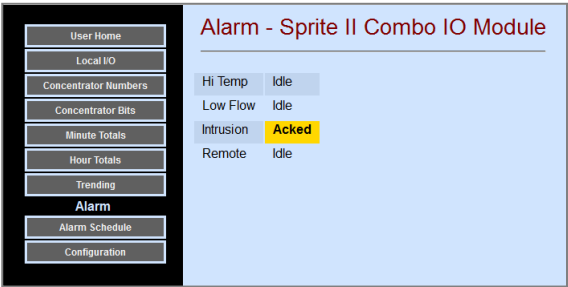 Alarm - Sprite II Combo IO Module
User Home
Local I/O
Concentrator Numbers
Concentrator Bits
Minute Totals
Hour Totals
Trending
Alarm
Alarm Schedule
Configuration
Hi Temp Idle
Low Flow Idle
Intrusion Acked
Remote Idle